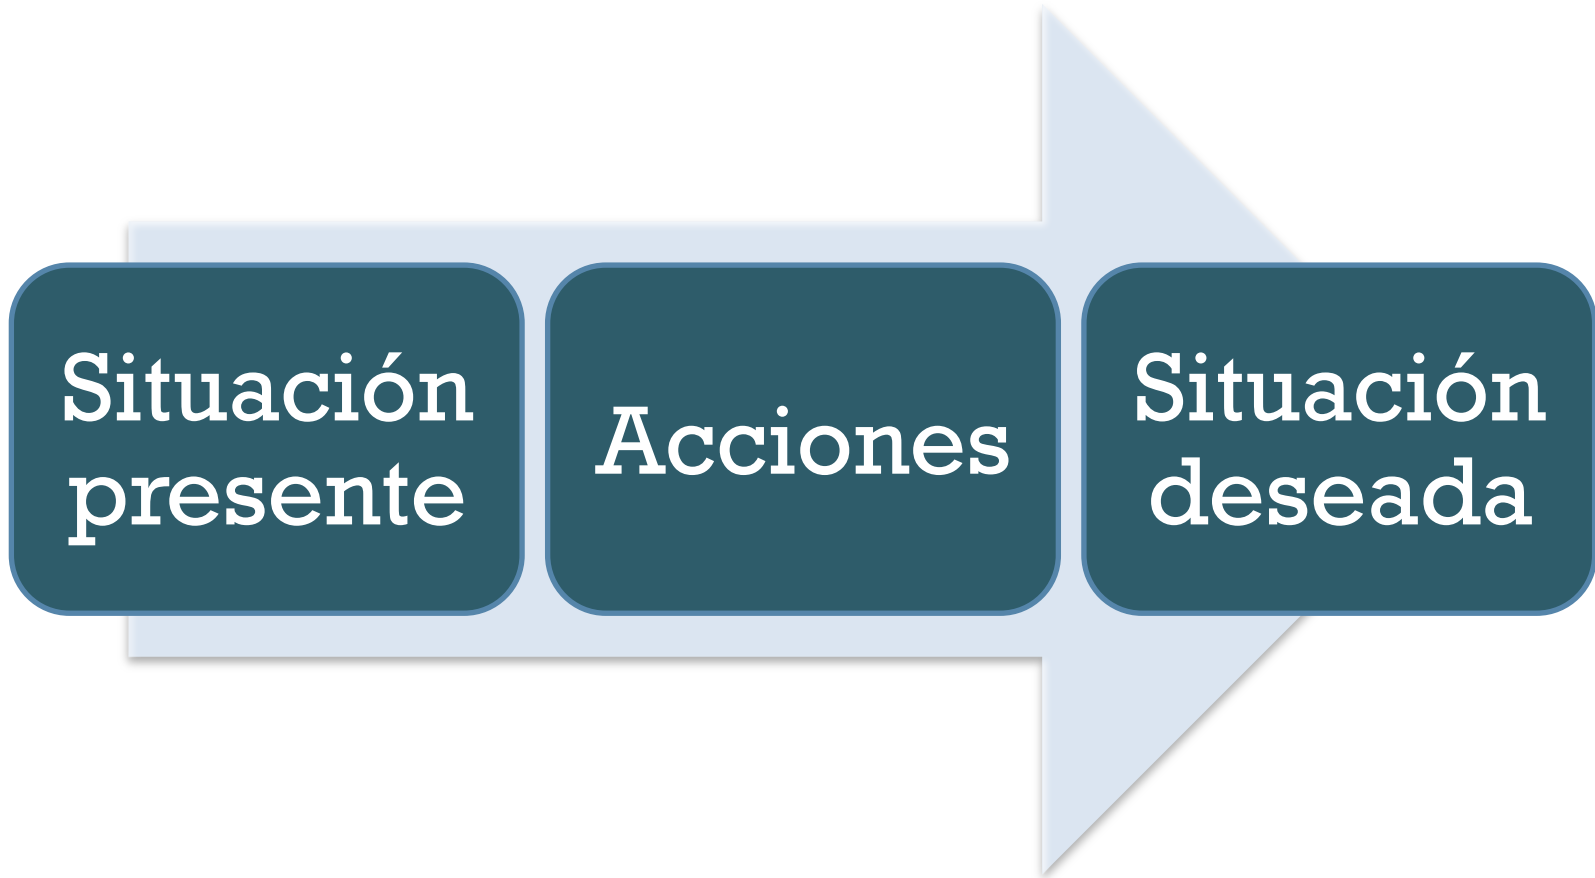 Situación
presente
Acciones
Situación
deseada